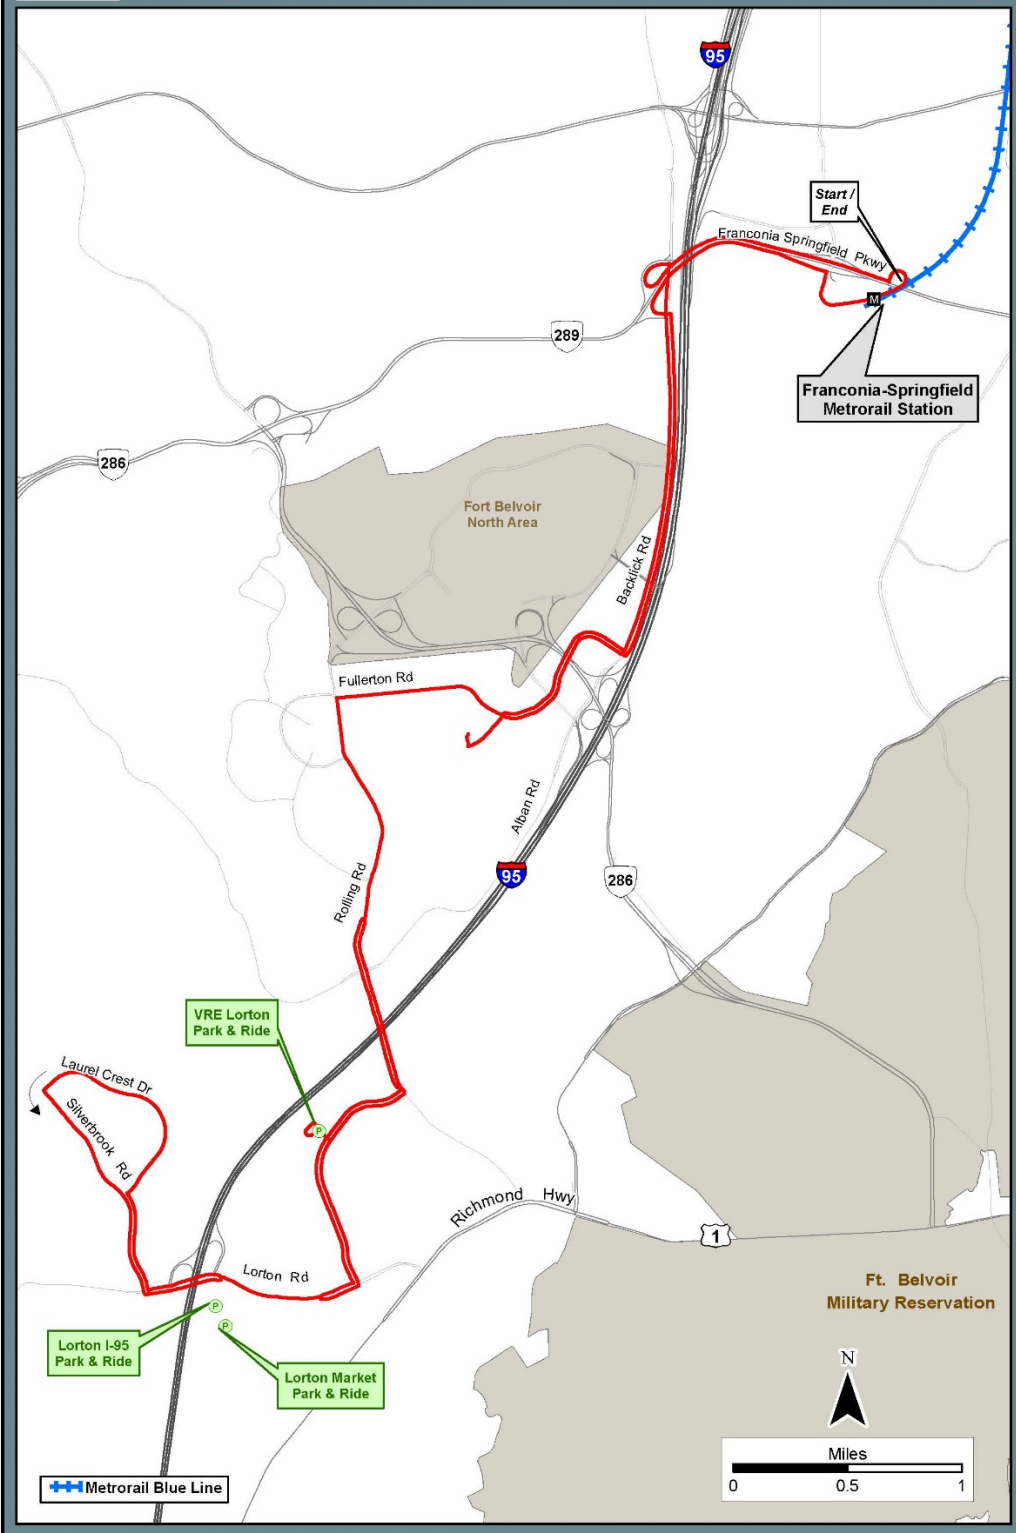 95
Start /
End
Franconia Springfield Pkwy
M
289
Franconia-Springfield
Metrorail Station
286
Fort Belvoir
North Area
Backlick Rd
Fullerton Rd
Alban Rd
95
286
Rolling Rd
VRE Lorton
Park & Ride
Laurel Crest Dr
Silverbrook Rd
P
Richmond Hwy
1
Lorton Rd
Ft. Belvoir
Military Reservation
P
P
Lorton I-95
Park & Ride
Lorton Market
Park & Ride
N
Miles
0 0.5 1
Metrorail Blue Line